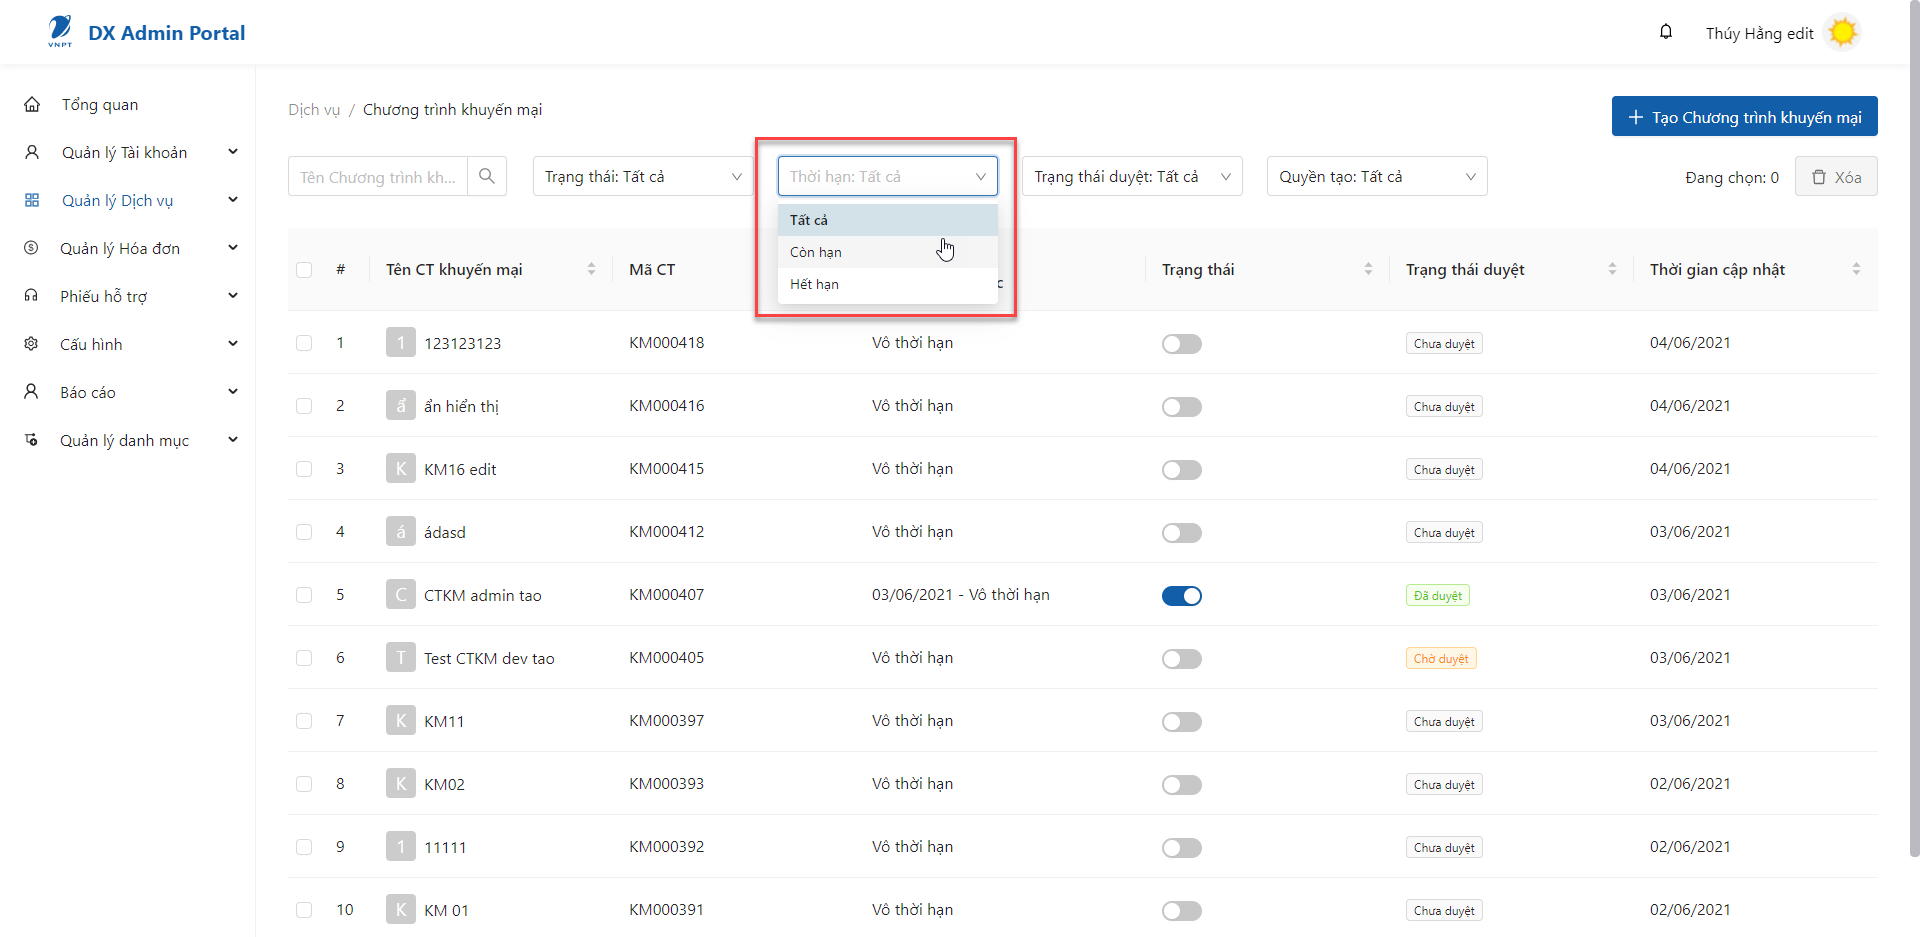 VNPT
DX Admin Portal
Thúy Hằng edit
Tổng quan
Quản lý Tài khoản
Quản lý Dịch vụ
Quản lý Hóa đơn
Phiếu hỗ trợ
Cấu hình
Báo cáo
Quản lý danh mục
Dịch vụ / Chương trình khuyến mại
Tạo Chương trình khuyến mại
Tên Chương trình kh...
Trạng thái: Tất cả
Thời hạn: Tất cả
Trạng thái duyệt: Tất cả
Quyền tạo: Tất cả
Đang chọn: 0
Xóa
Tất cả
Còn hạn
Hết hạn
# Tên CT khuyến mại Mã CT Trạng thái Trạng thái duyệt Thời gian cập nhật
1 1 123123123 KM000418 Vô thời hạn Chưa duyệt 04/06/2021
2 ẩ ẩn hiển thị KM000416 Vô thời hạn Chưa duyệt 04/06/2021
3 K KM16 edit KM000415 Vô thời hạn Chưa duyệt 04/06/2021
4 á ádasd KM000412 Vô thời hạn Chưa duyệt 03/06/2021
5 C CTKM admin tao KM000407 03/06/2021 - Vô thời hạn Đã duyệt 03/06/2021
6 T Test CTKM dev tao KM000405 Vô thời hạn Chờ duyệt 03/06/2021
7 K KM11 KM000397 Vô thời hạn Chưa duyệt 03/06/2021
8 K KM02 KM000393 Vô thời hạn Chưa duyệt 02/06/2021
9 1 11111 KM000392 Vô thời hạn Chưa duyệt 02/06/2021
10 K KM 01 KM000391 Vô thời hạn Chưa duyệt 02/06/2021